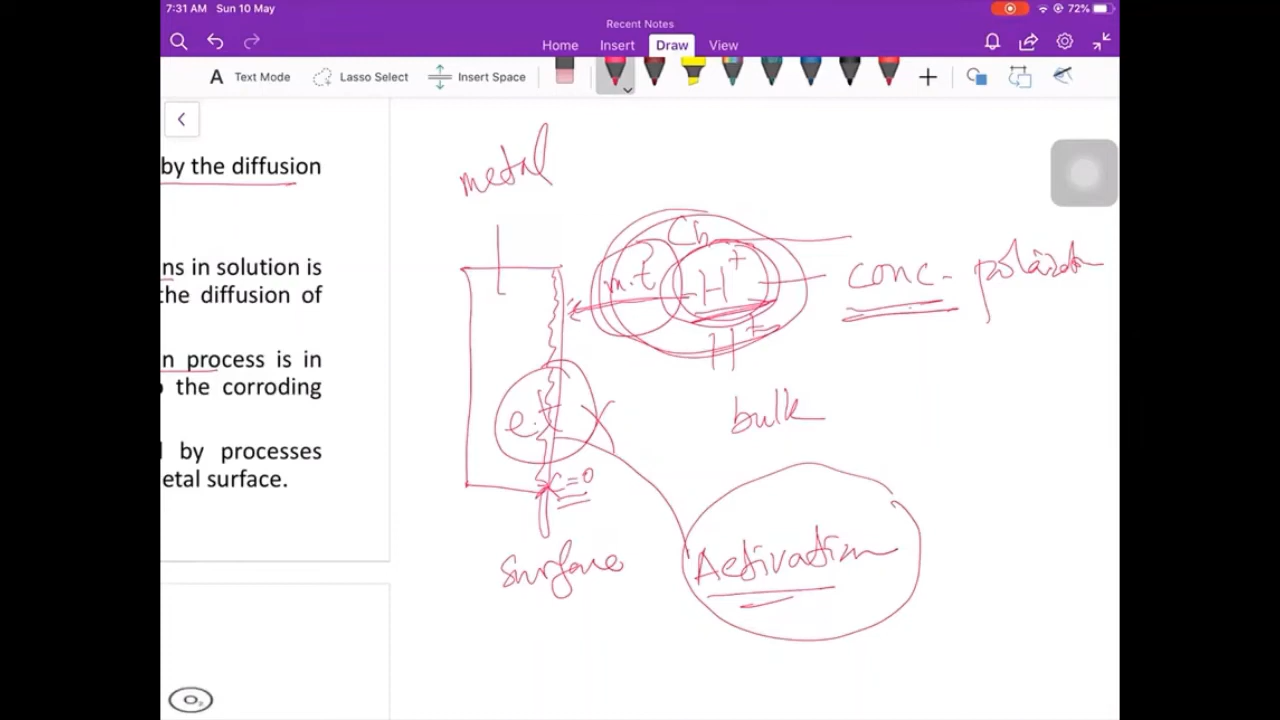 7:31 AM Sun 10 May
72%
Recent Notes
Home Insert Draw View
A Text Mode Lasso Select Insert Space
by the diffusion
ns in solution is
the diffusion of
n process is in
the corroding
l by processes
etal surface.
metal
Cb
m.t
H+
H+
conc- polarization
e.t
bulk
x=0
surface
Activation